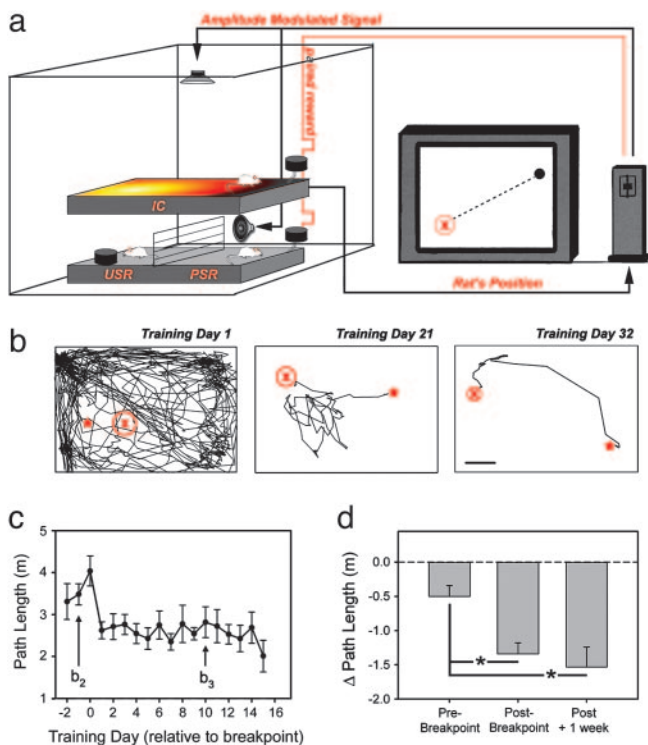 a
Amplitude Modulated Signal
paired reward
IC
USR
PSR
Rat's Position
b
Training Day 1
Training Day 21
Training Day 32
c
5
4
3
2
1
Path Length (m)
b2
b3
-2 0 2 4 6 8 10 12 14 16
Training Day (relative to breakpoint)
d
0.0
-0.5
-1.0
-1.5
-2.0
Δ Path Length (m)
*
*
Pre-
Breakpoint
Post-
Breakpoint
Post
+ 1 week